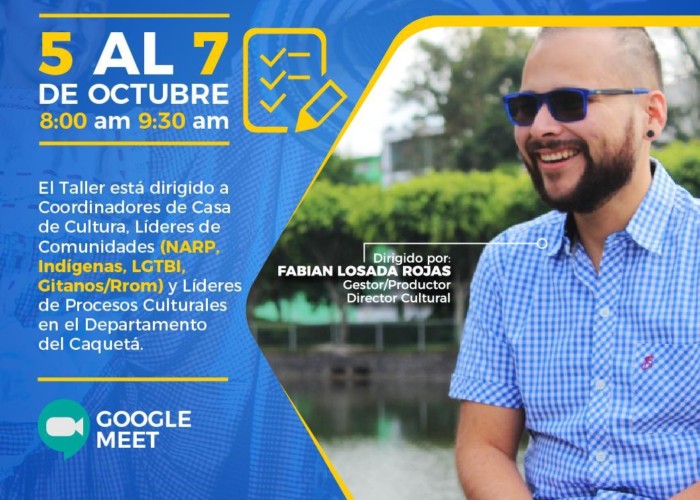 5 AL 7
DE OCTUBRE
8:00 am 9:30 am
El Taller está dirigido a
Coordinadores de Casa
de Cultura, Líderes de
Comunidades (NARP,
Indígenas, LGTBI,
Gitanos/Rrom) y Líderes
de Procesos Culturales
en el Departamento
del Caquetá.
GOOGLE
MEET
Dirigido por:
FABIAN LOSADA ROJAS
Gestor/Productor
Director Cultural